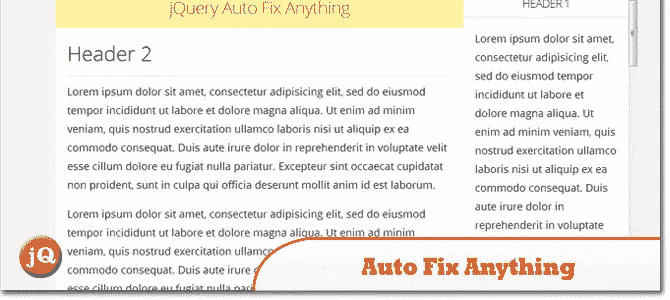 jQuery Auto Fix Anything
Header 2
Lorem ipsum dolor sit amet, consectetur adipisicing elit, sed do eiusmod
tempor incididunt ut labore et dolore magna aliqua. Ut enim ad minim
veniam, quis nostrud exercitation ullamco laboris nisi ut aliquip ex ea
commodo consequat. Duis aute irure dolor in reprehenderit in voluptate velit
esse cillum dolore eu fugiat nulla pariatur. Excepteur sint occaecat cupidatat
non proident, sunt in culpa qui officia deserunt mollit anim id est laborum.
Lorem ipsum dolor sit amet, consectetur adipisicing elit, sed do eiusmod
tempor incididunt ut labore et dolore magna aliqua. Ut enim ad minim
veniam, quis nostrud exercitation ullamco
commodo consequat. Duis aute irure
esse cillum dolore eu fugiat nulla par
HEADER 1
Lorem ipsum dolor sit amet,
consectetur adipisicing elit,
sed do eiusmod tempor
incididunt ut labore et
dolore magna aliqua. Ut
enim ad minim veniam, quis
nostrud exercitation
ullamco laboris nisi ut
aliquip ex ea commodo
consequat. Duis aute irure
dolor in reprehenderit
jQ
Auto Fix Anything